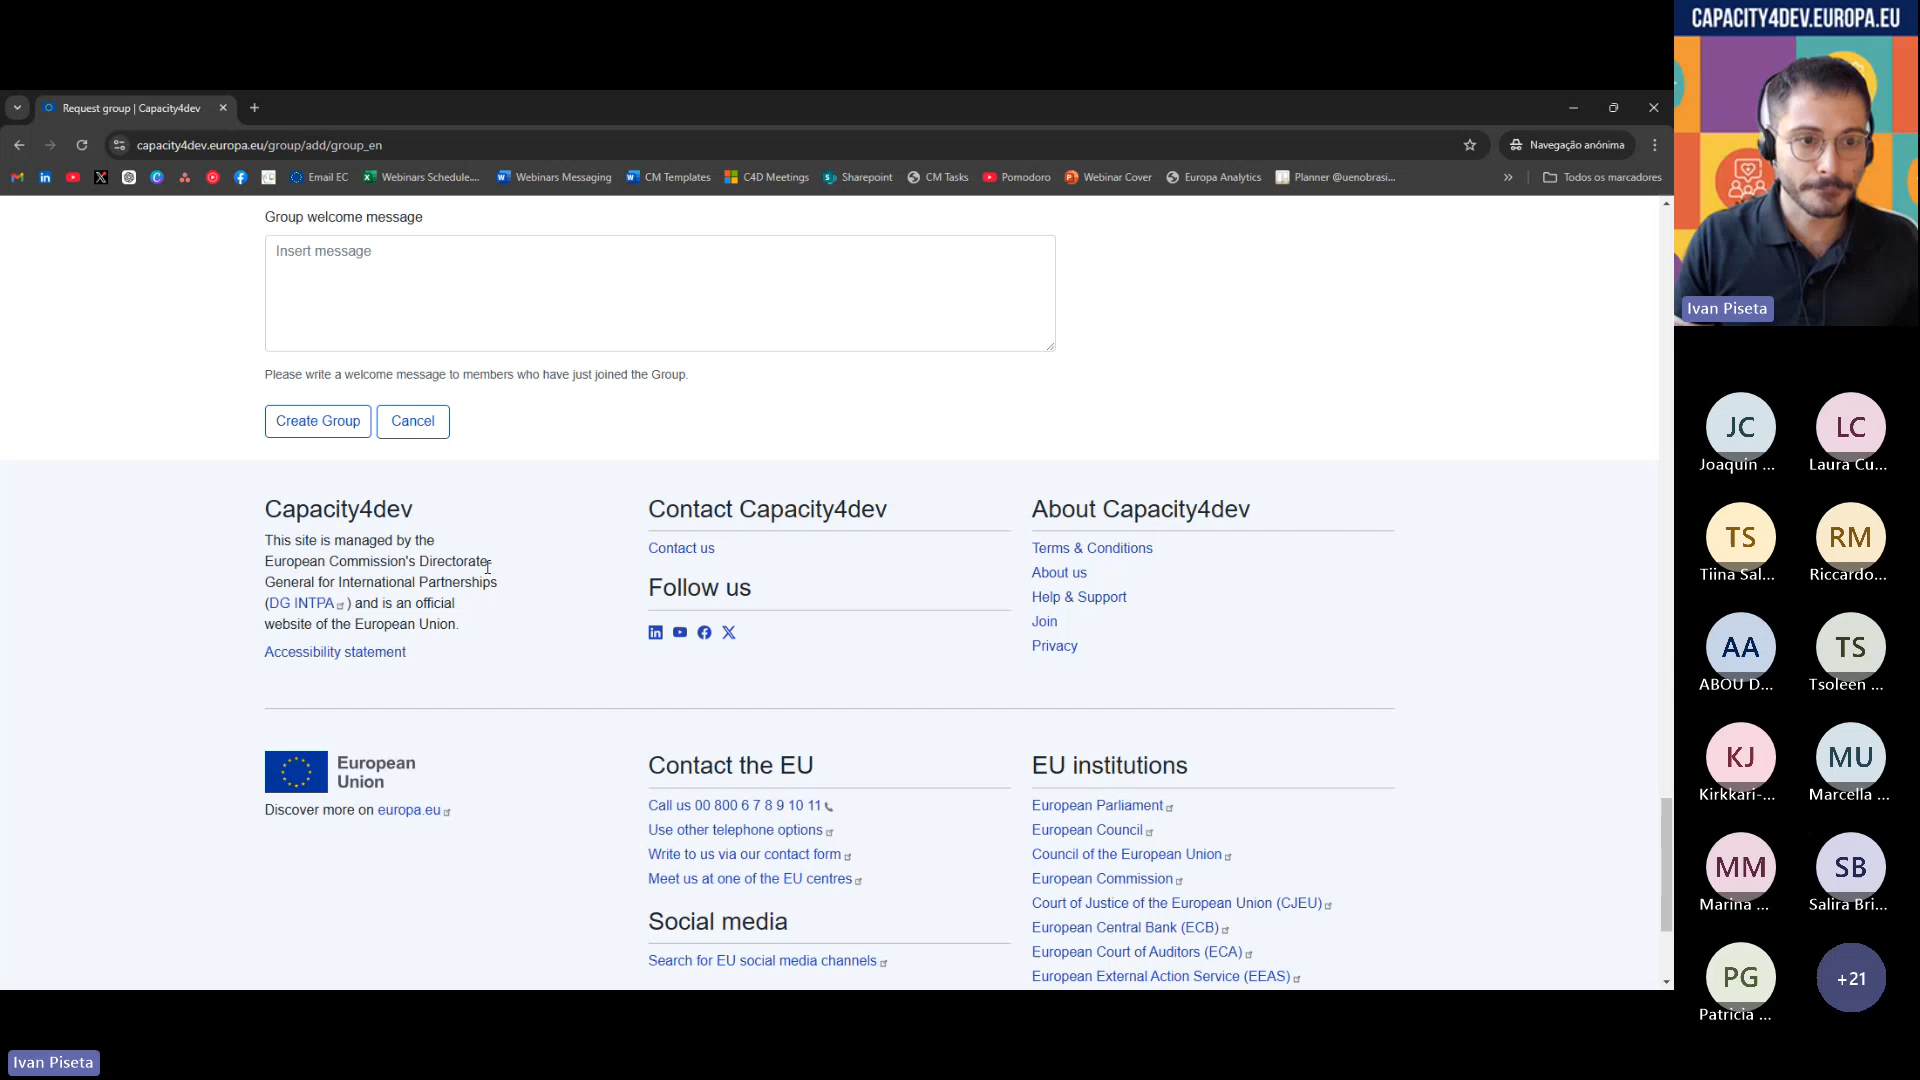 CAPACITY4DEV.EUROPA.EU
Request group | Capacity4dev
capacity4dev.europa.eu/group/add/group_en
Navegação anónima
Email EC
Webinars Schedule....
Webinars Messaging
CM Templates
C4D Meetings
Sharepoint
CM Tasks
Pomodoro
Webinar Cover
Europa Analytics
Planner @uenobrasi...
Todos os marcadores
Group welcome message
Insert message
Please write a welcome message to members who have just joined the Group.
Create Group
Cancel
Capacity4dev
This site is managed by the
European Commission's Directorate-
General for International Partnerships
(DG INTPA) and is an official
website of the European Union.
Accessibility statement
Contact Capacity4dev
Contact us
Follow us
About Capacity4dev
Terms & Conditions
About us
Help & Support
Join
Privacy
European
Union
Discover more on europa.eu
Contact the EU
Call us 00 800 6 7 8 9 10 11
Use other telephone options
Write to us via our contact form
Meet us at one of the EU centres
Social media
Search for EU social media channels
EU institutions
European Parliament
European Council
Council of the European Union
European Commission
Court of Justice of the European Union (CJEU)
European Central Bank (ECB)
European Court of Auditors (ECA)
European External Action Service (EEAS)
Ivan Piseta
JC
Joaquin ...
LC
Laura Cu...
TS
Tiina Sal...
RM
Riccardo...
AA
ABOU D...
TS
Tsoleen ...
KJ
Kirkkari-...
MU
Marcella ...
MM
Marina ...
SB
Salira Bri...
PG
Patricia ...
+21
Ivan Piseta